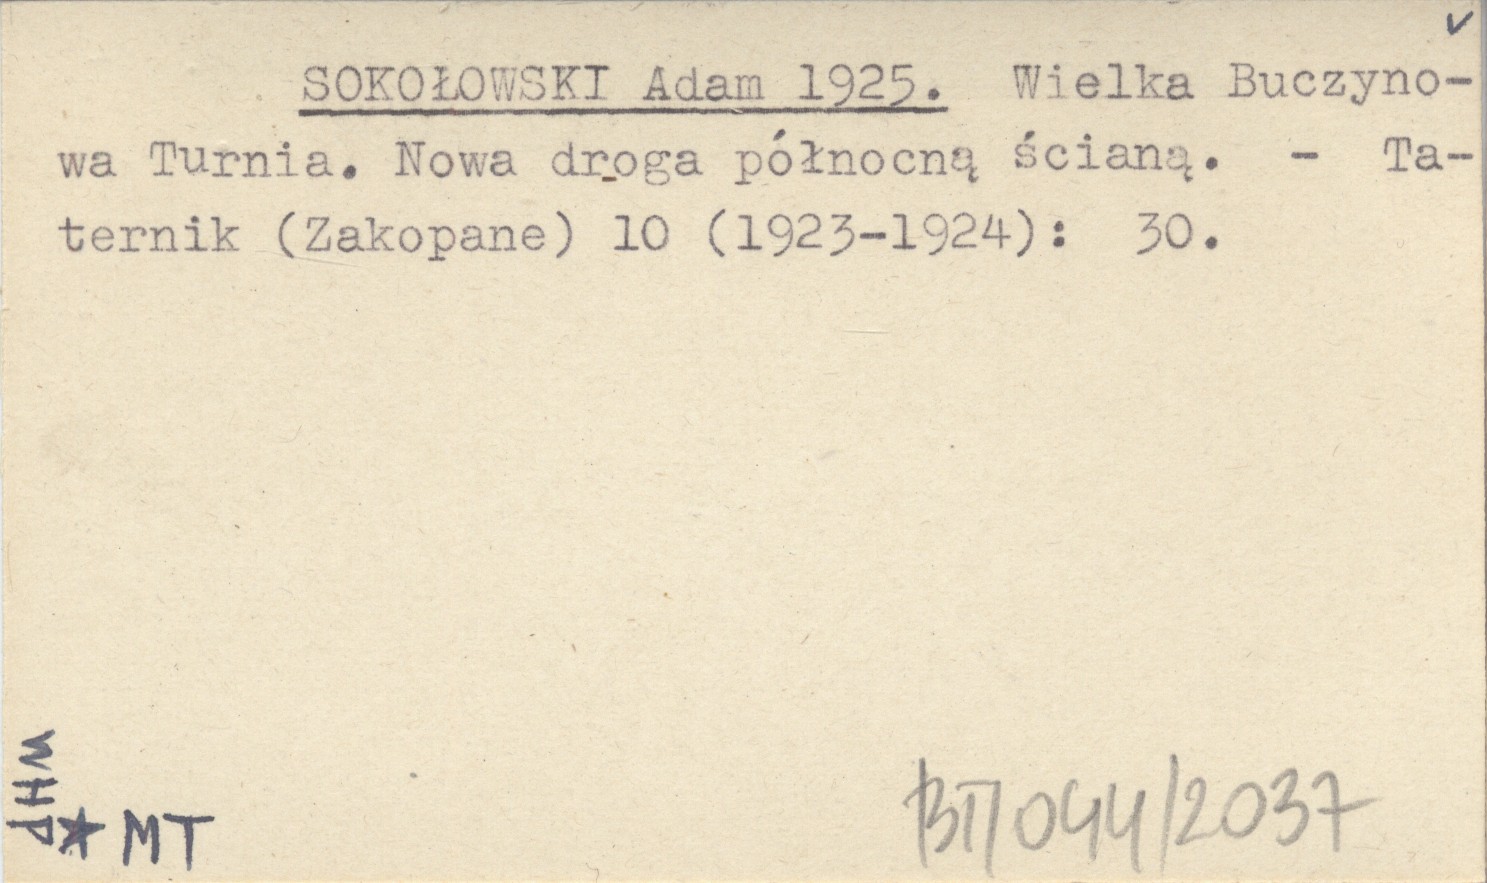 v
SOKOŁOWSKI Adam 1925. Wielka Buczyno-
wa Turnia. Nowa droga północną ścianą. - Ta-
ternik (Zakopane) 10 (1923-1924): 30.
WHP
MT
044/2037